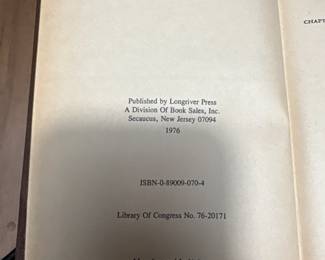 CHAPT
Published by Longriver Press
A Division Of Book Sales, Inc.
Secaucus, New Jersey 07094
1976
ISBN-0-89009-070-4
Library Of Congress No. 76-20171